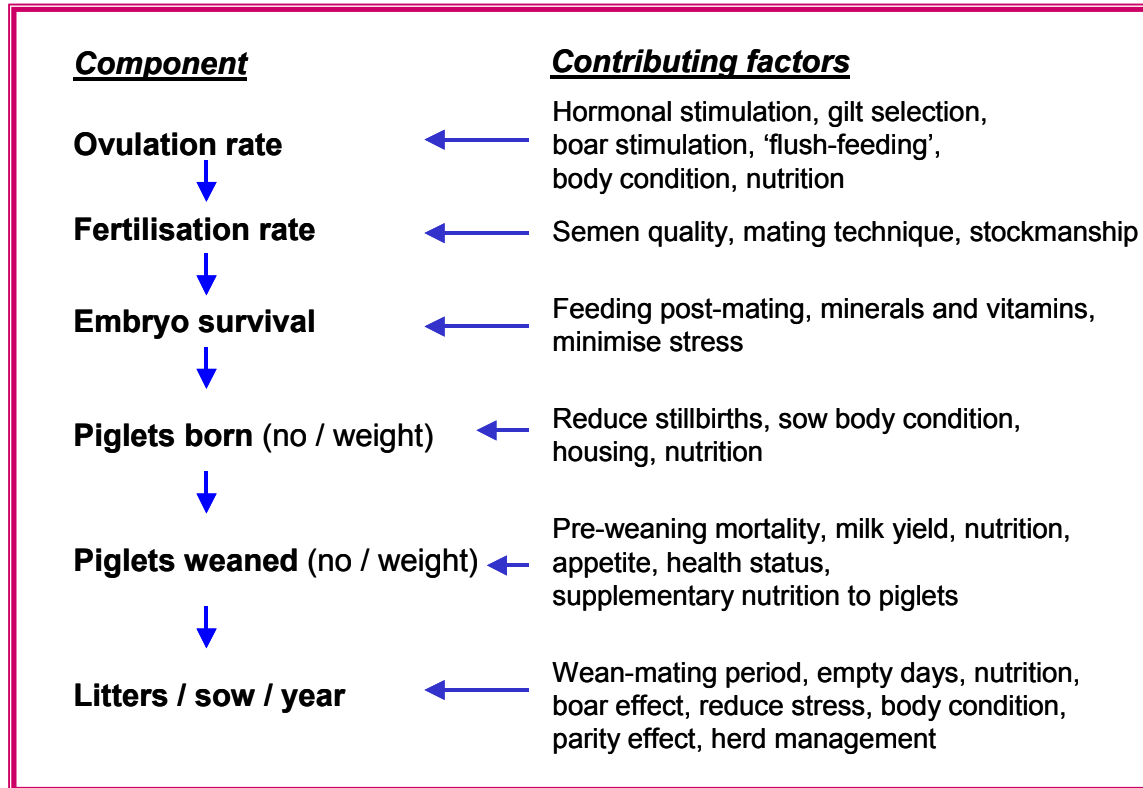 Component
Contributing factors
Ovulation rate
Hormonal stimulation, gilt selection,
boar stimulation, ‘flush-feeding’,
body condition, nutrition
Fertilisation rate
Semen quality, mating technique, stockmanship
Embryo survival
Feeding post-mating, minerals and vitamins,
minimise stress
Piglets born (no / weight)
Reduce stillbirths, sow body condition,
housing, nutrition
Piglets weaned (no / weight)
Pre-weaning mortality, milk yield, nutrition,
appetite, health status,
supplementary nutrition to piglets
Litters / sow / year
Wean-mating period, empty days, nutrition,
boar effect, reduce stress, body condition,
parity effect, herd management